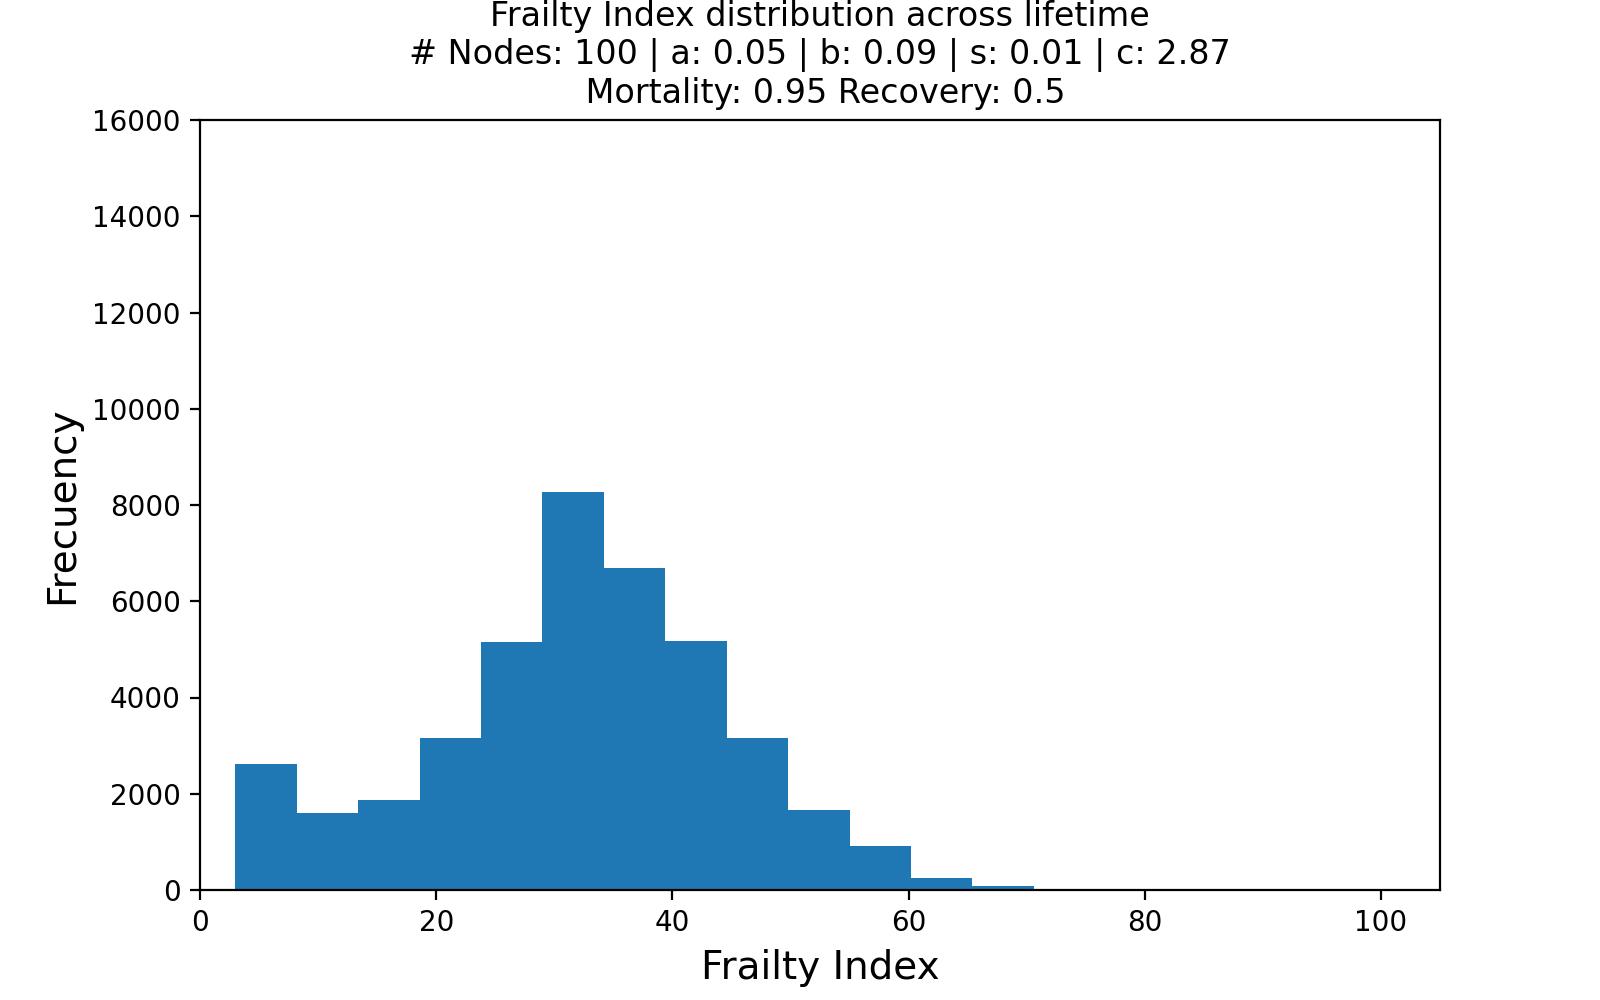 Frailty Index distribution across lifetime
# Nodes: 100 | a: 0.05 | b: 0.09 | s: 0.01 | c: 2.87
Mortality: 0.95 Recovery: 0.5
16000
14000
12000
10000
8000
6000
4000
2000
0
Frecuency
0 20 40 60 80 100
Frailty Index